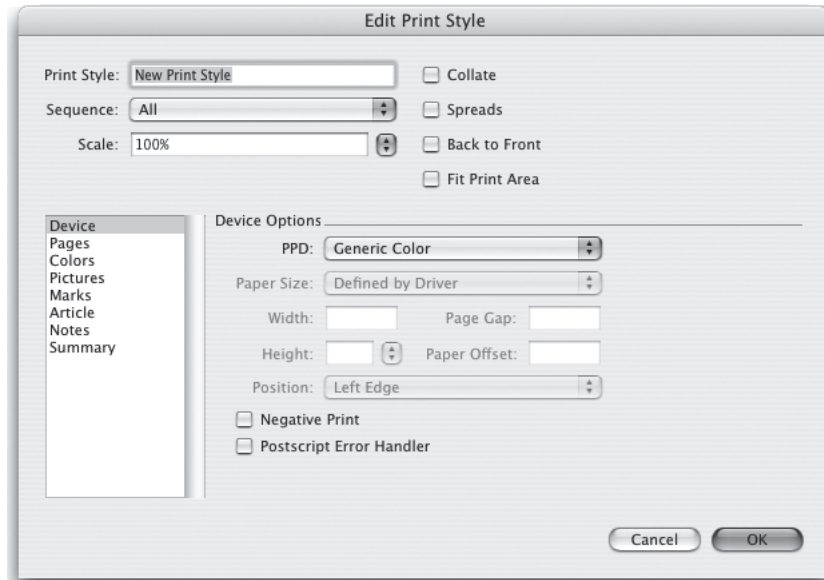 Edit Print Style
Print Style: New Print Style
Collate
Sequence: All
Spreads
Scale: 100%
Back to Front
Fit Print Area
Device
Pages
Colors
Pictures
Marks
Article
Notes
Summary
Device Options
PPD: Generic Color
Paper Size: Defined by Driver
Width: Page Gap:
Height: Paper Offset:
Position: Left Edge
Negative Print
Postscript Error Handler
Cancel OK